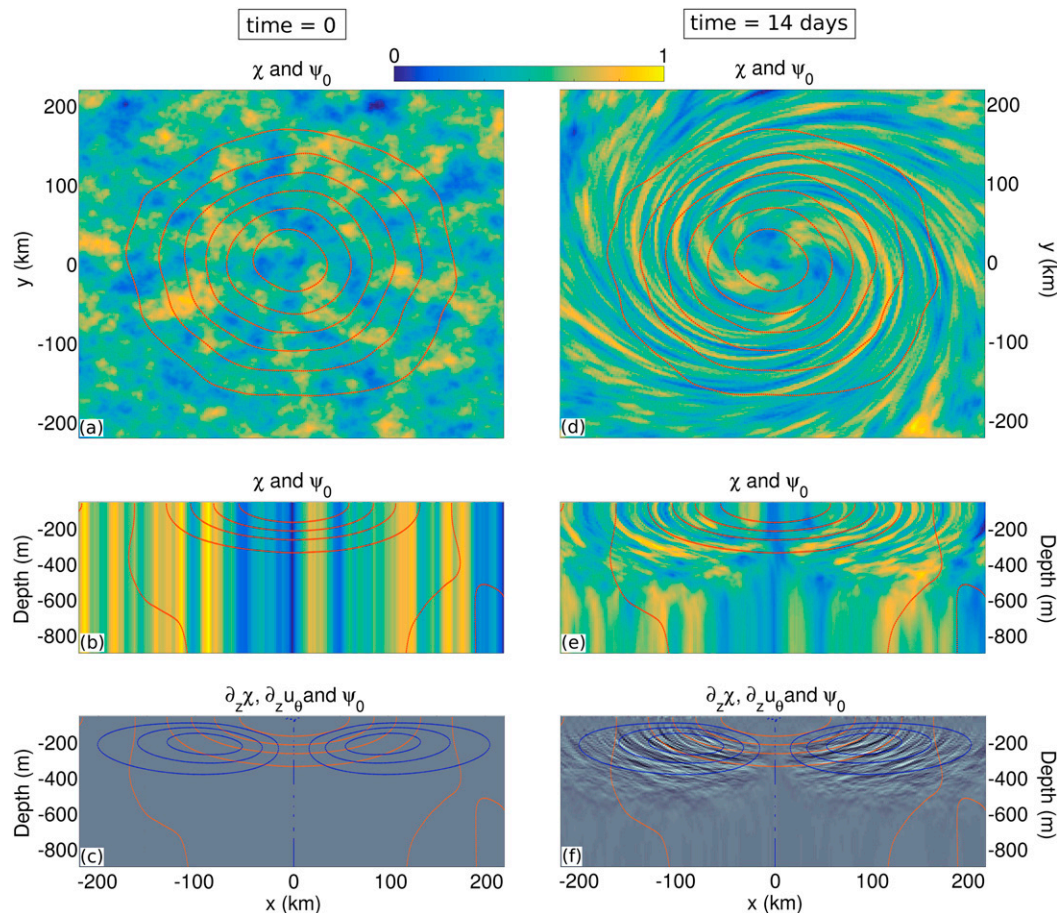 time = 0
time = 14 days
0
1
χ and ψ₀
χ and ψ₀
200
100
0
-100
-200
y (km)
(a)
200
100
0
-100
-200
y (km)
(d)
χ and ψ₀
χ and ψ₀
-200
-400
-600
-800
Depth (m)
(b)
-200
-400
-600
-800
Depth (m)
(e)
∂zχ, ∂zuθ and ψ₀
∂zχ, ∂zuθ and ψ₀
-200
-400
-600
-800
Depth (m)
(c)
-200
-400
-600
-800
Depth (m)
(f)
-200
-100
0
100
200
x (km)
-200
-100
0
100
200
x (km)